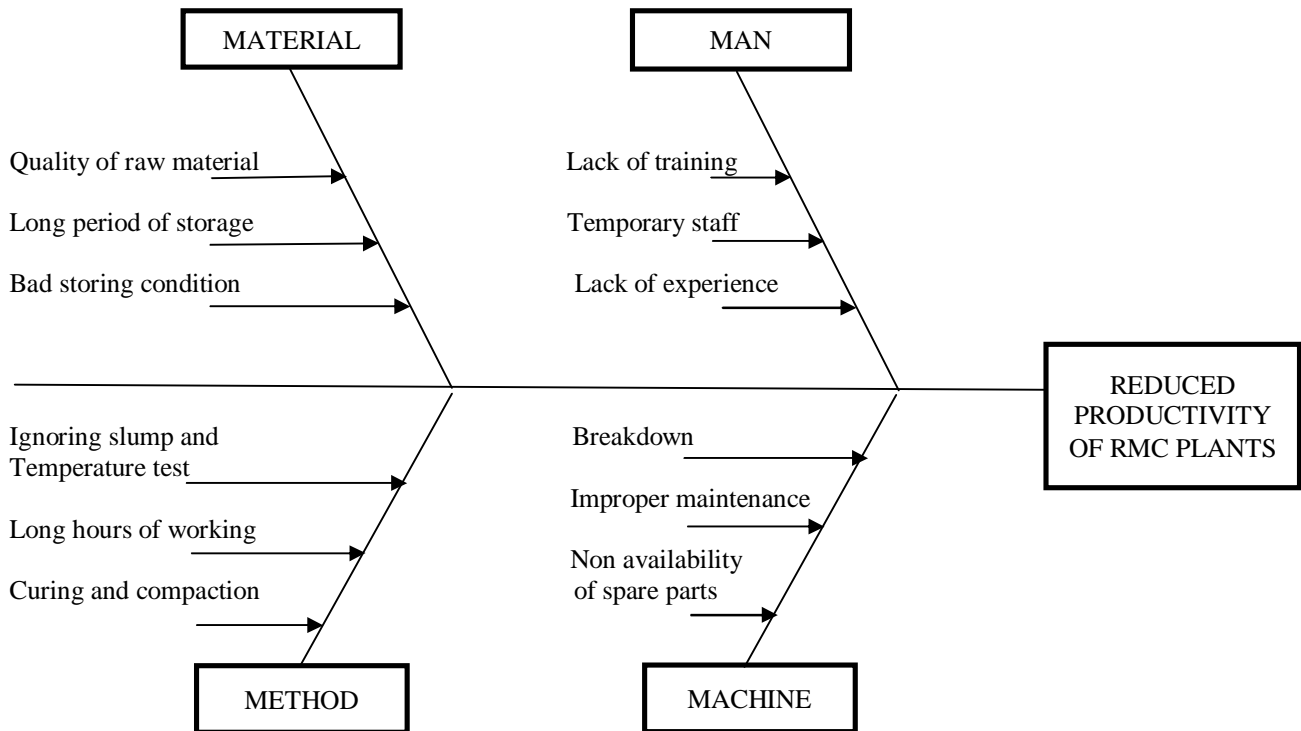 MATERIAL
MAN
Quality of raw material
Long period of storage
Bad storing condition
Lack of training
Temporary staff
Lack of experience
REDUCED
PRODUCTIVITY
OF RMC PLANTS
Ignoring slump and
Temperature test
Long hours of working
Curing and compaction
Breakdown
Improper maintenance
Non availability
of spare parts
METHOD
MACHINE